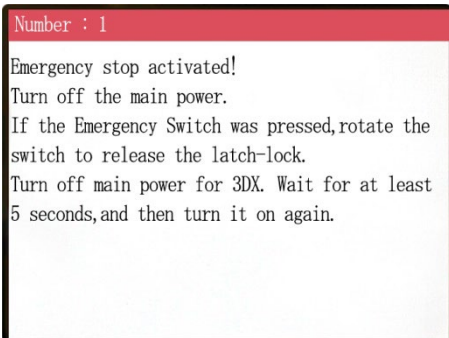 Number : 1
Emergency stop activated!
Turn off the main power.
If the Emergency Switch was pressed,rotate the
switch to release the latch-lock.
Turn off main power for 3DX. Wait for at least
5 seconds,and then turn it on again.